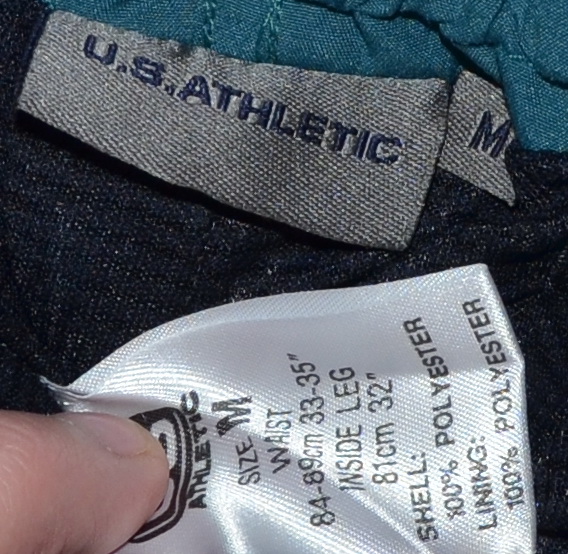 U.S. ATHLETIC
M
ATHLETIC
SIZE M
WAIST
84-89cm 33-35"
INSIDE LEG
81cm 32"
SHELL:
100% POLYESTER
LINING:
100% POLYESTER